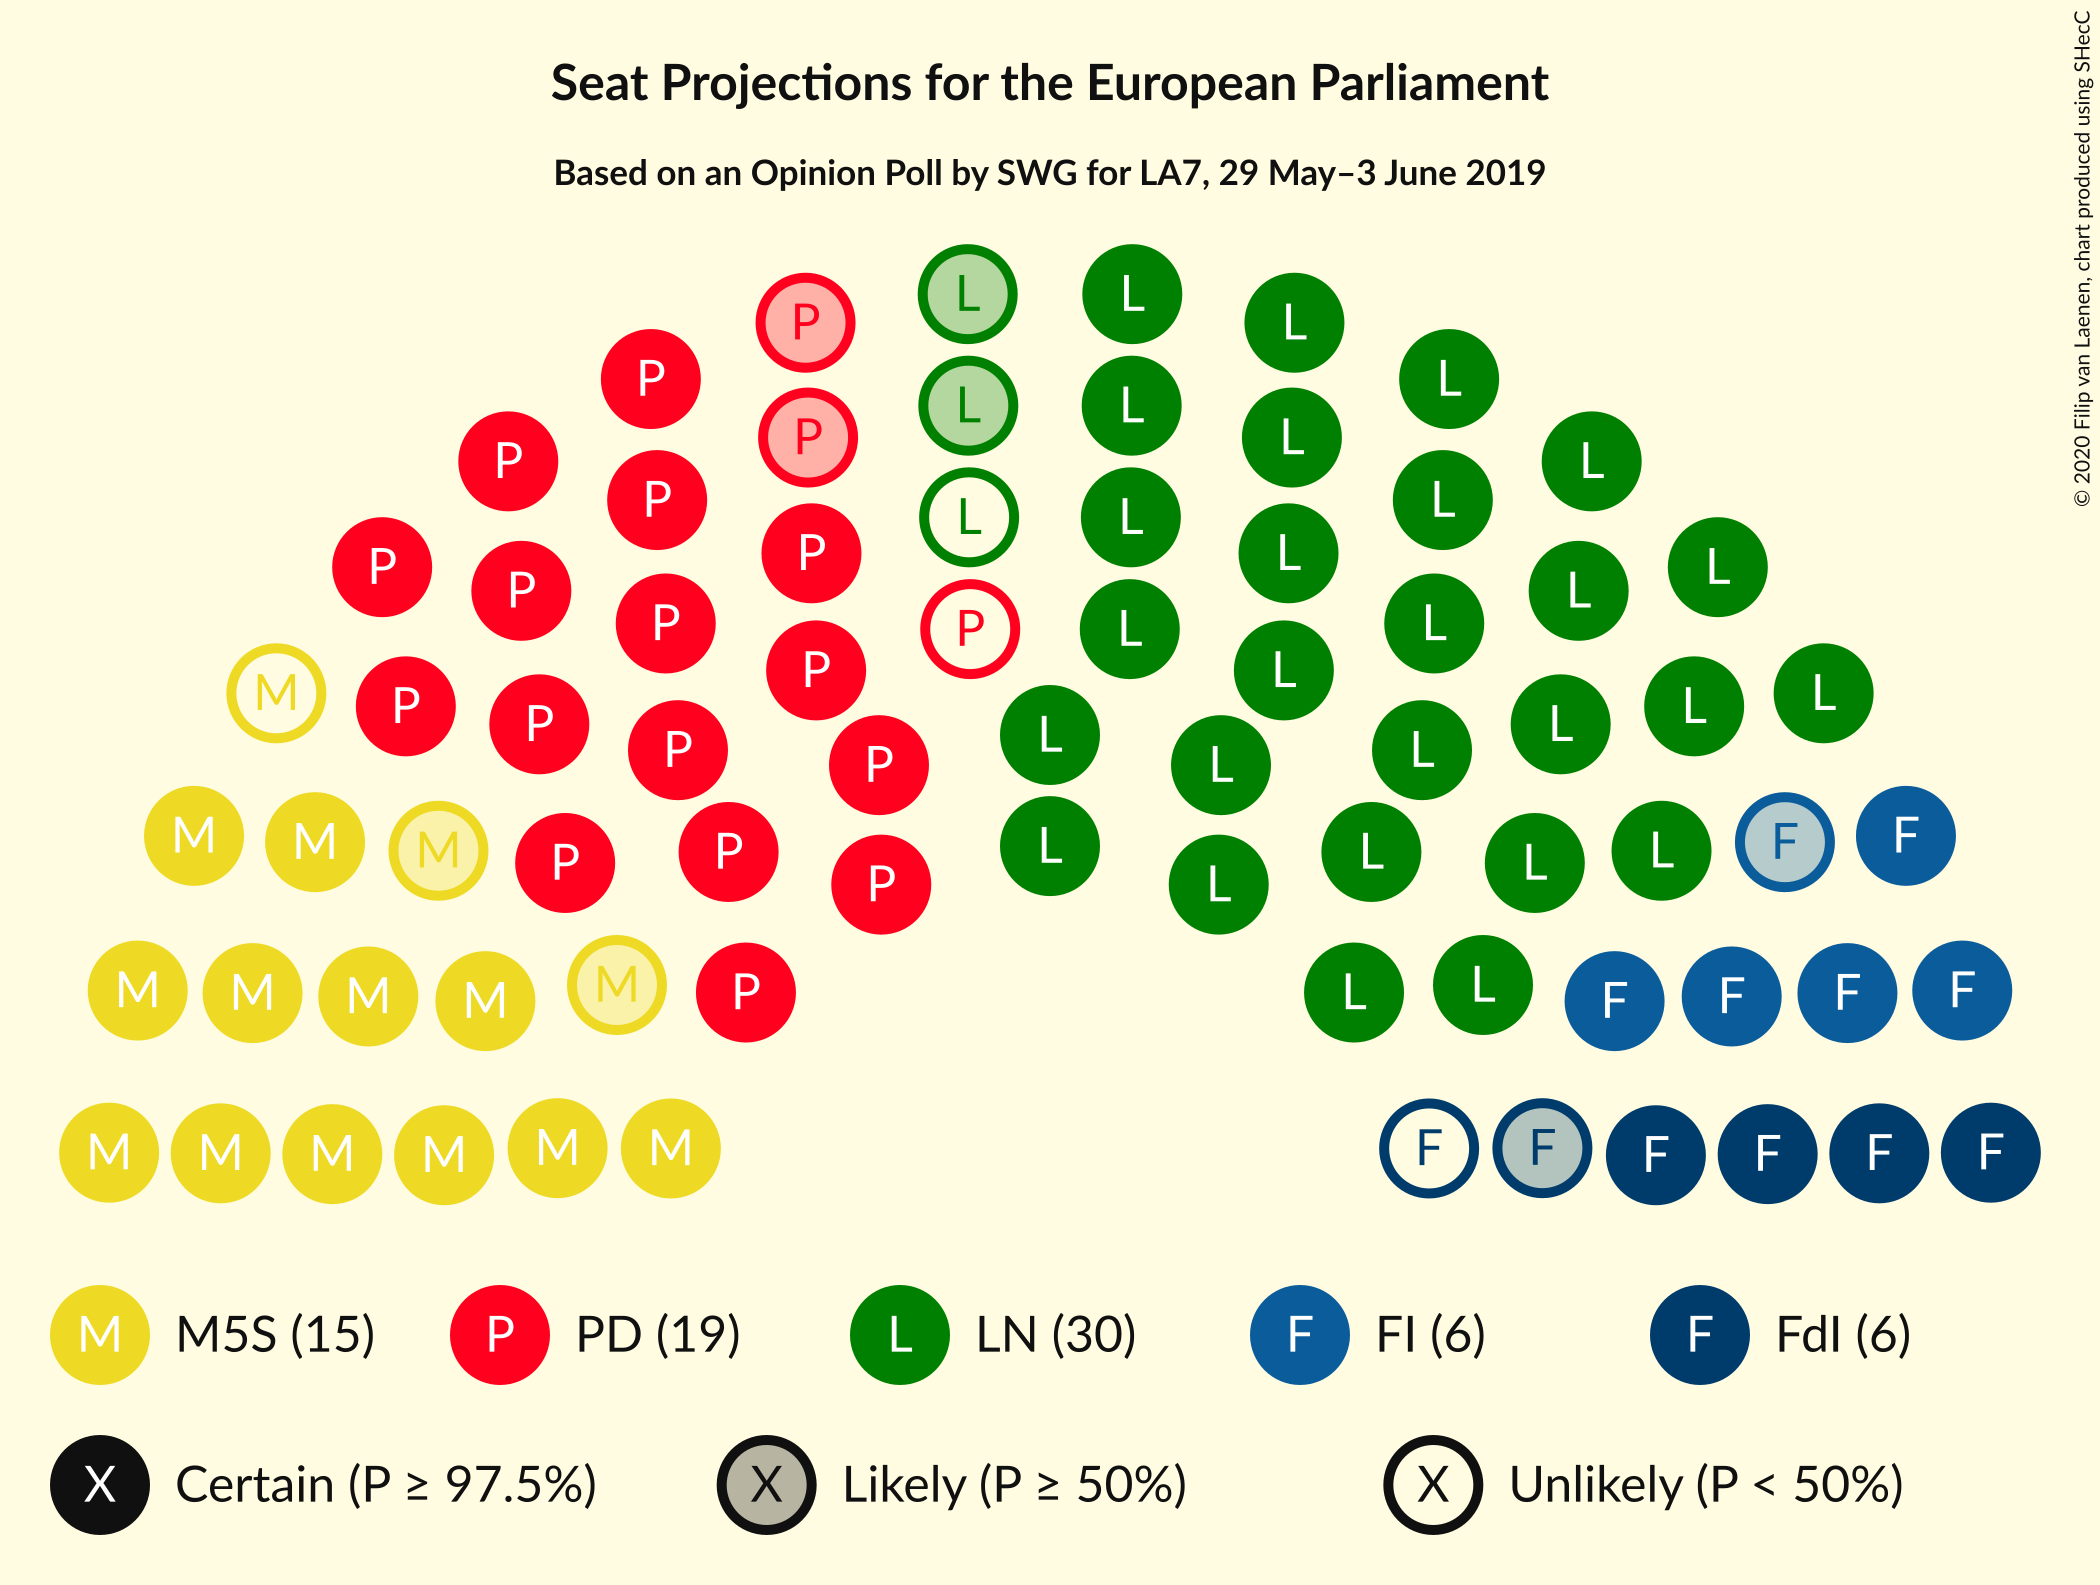 Seat Projections for the European Parliament
Based on an Opinion Poll by SWG for LA7, 29 May–3 June 2019
© 2020 Filip van Laenen, chart produced using SHecC
L L
P L
P L
P L
P L
P L
P L
L L
P L
P L
P L
P L
P L
P L
M L
P L
P L
P L
P L
P L
L
M M M P P P L L L L L F F
M M M M M P L L F F F F
M M M M M M F F F F F F
M M5S (15) P PD (19) L LN (30) F FI (6) F FdI (6)
X Certain (P ≥ 97.5%) X Likely (P ≥ 50%) X Unlikely (P < 50%)